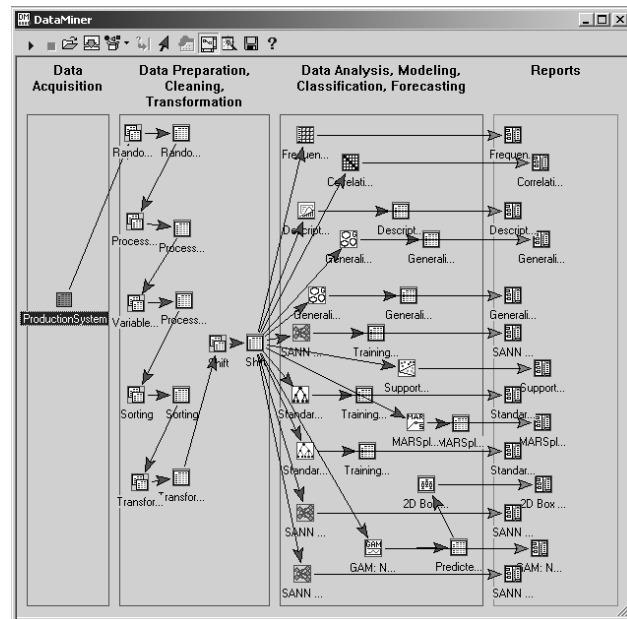 DataMiner
Data Acquisition
Data Preparation, Cleaning, Transformation
Data Analysis, Modeling, Classification, Forecasting
Reports
ProductionSystem
Rando...
Rando...
Process...
Process...
Variable...
Process...
Shift
Shift
Sorting
Sorting
Transfor...
Transfor...
Frequen...
Frequen...
Correlati...
Correlati...
Descript...
Descript...
Descript...
Generali...
Generali...
Generali...
Generali...
Generali...
Generali...
SANN ...
Training...
SANN ...
Support...
Support...
Standar...
Training...
Standar...
MARSpl...
MARSpl...
MARSpl...
Standar...
Training...
Standar...
2D Box ...
2D Box ...
SANN ...
SANN ...
GAM: N...
Predicte...
GAM: N...
SANN ...
SANN ...